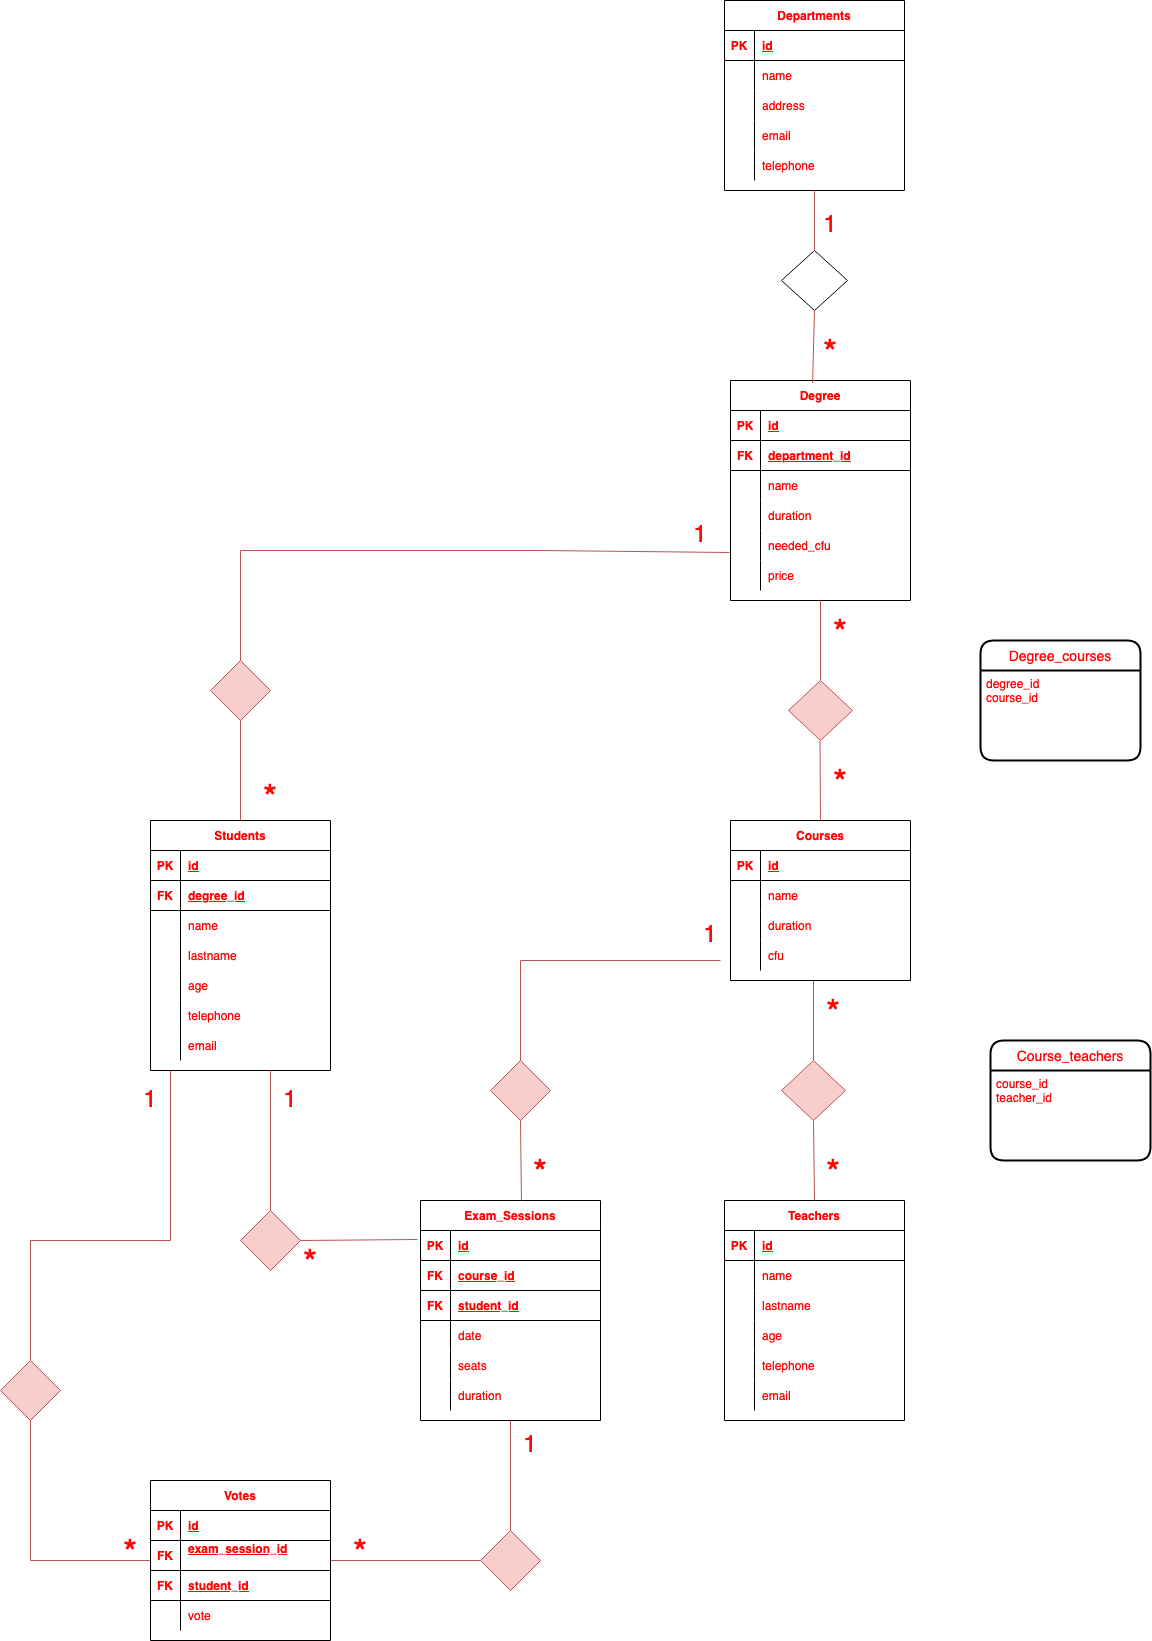 Departments
PK id
name
address
email
telephone
1
*
Degree
PK id
FK department_id
name
duration
needed_cfu
price
1
*
Degree_courses
degree_id
course_id
*
*
Students
PK id
FK degree_id
name
lastname
age
telephone
email
Courses
PK id
name
duration
cfu
1
*
Course_teachers
course_id
teacher_id
1
1
*
*
*
Exam_Sessions
PK id
FK course_id
FK student_id
date
seats
duration
Teachers
PK id
name
lastname
age
telephone
email
1
Votes
PK id
FK exam_session_id
FK student_id
vote
*
*